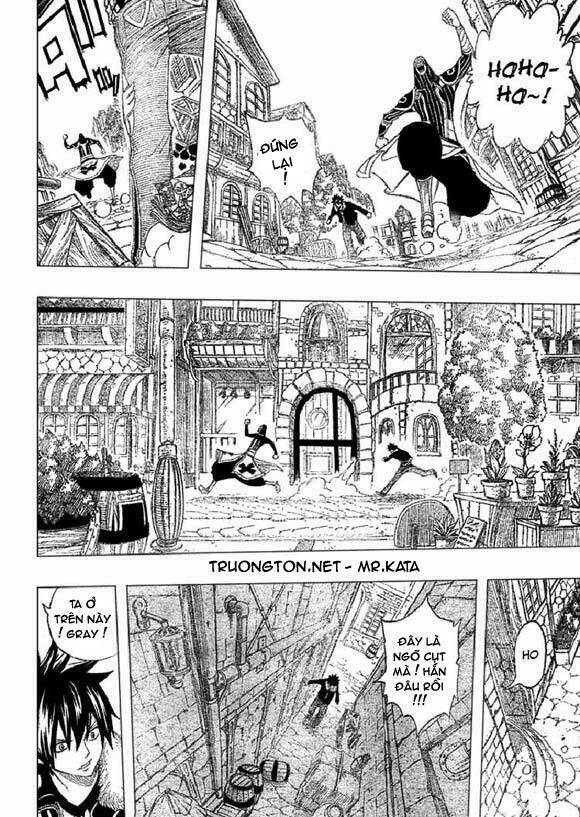 HAHA-
HA~!
ĐỨNG
LẠI
!
TRUONGTON.NET - MR.KATA
HO
ĐÂY LÀ
NGÕ CỤT
MÀ ! HẮN
ĐÂU RỒI
!!!
TA Ở
TRÊN NÀY
! GRAY !